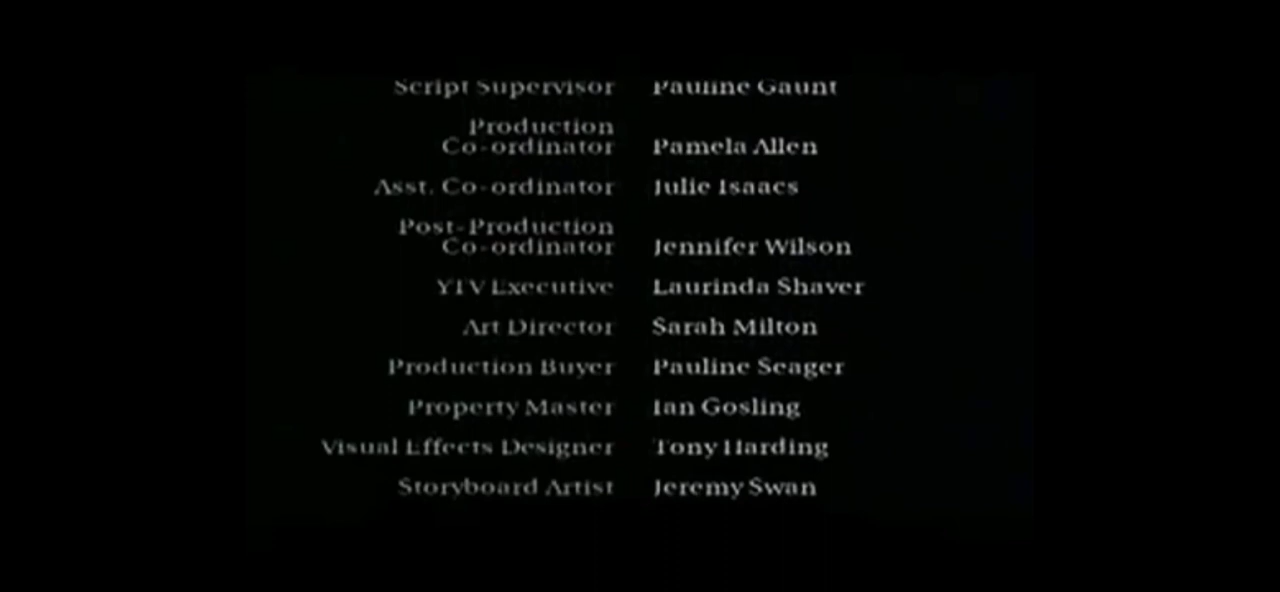 Script Supervisor Pauline Gaunt
Production
Co-ordinator Pamela Allen
Asst. Co-ordinator Julie Isaacs
Post-Production
Co-ordinator Jennifer Wilson
YTV Executive Laurinda Shaver
Art Director Sarah Milton
Production Buyer Pauline Seager
Property Master Ian Gosling
Visual Effects Designer Tony Harding
Storyboard Artist Jeremy Swan